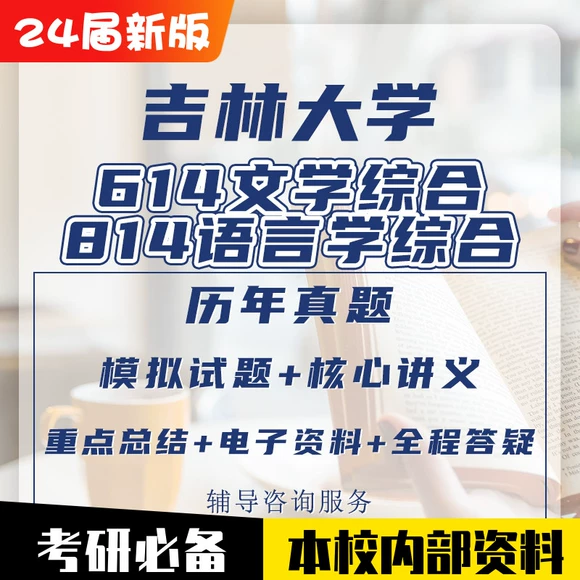 24届新版
吉林大学
614文学综合
814语言学综合
历年真题
模拟试题+核心讲义
重点总结+电子资料+全程答疑
辅导咨询服务
考研必备
本校内部资料